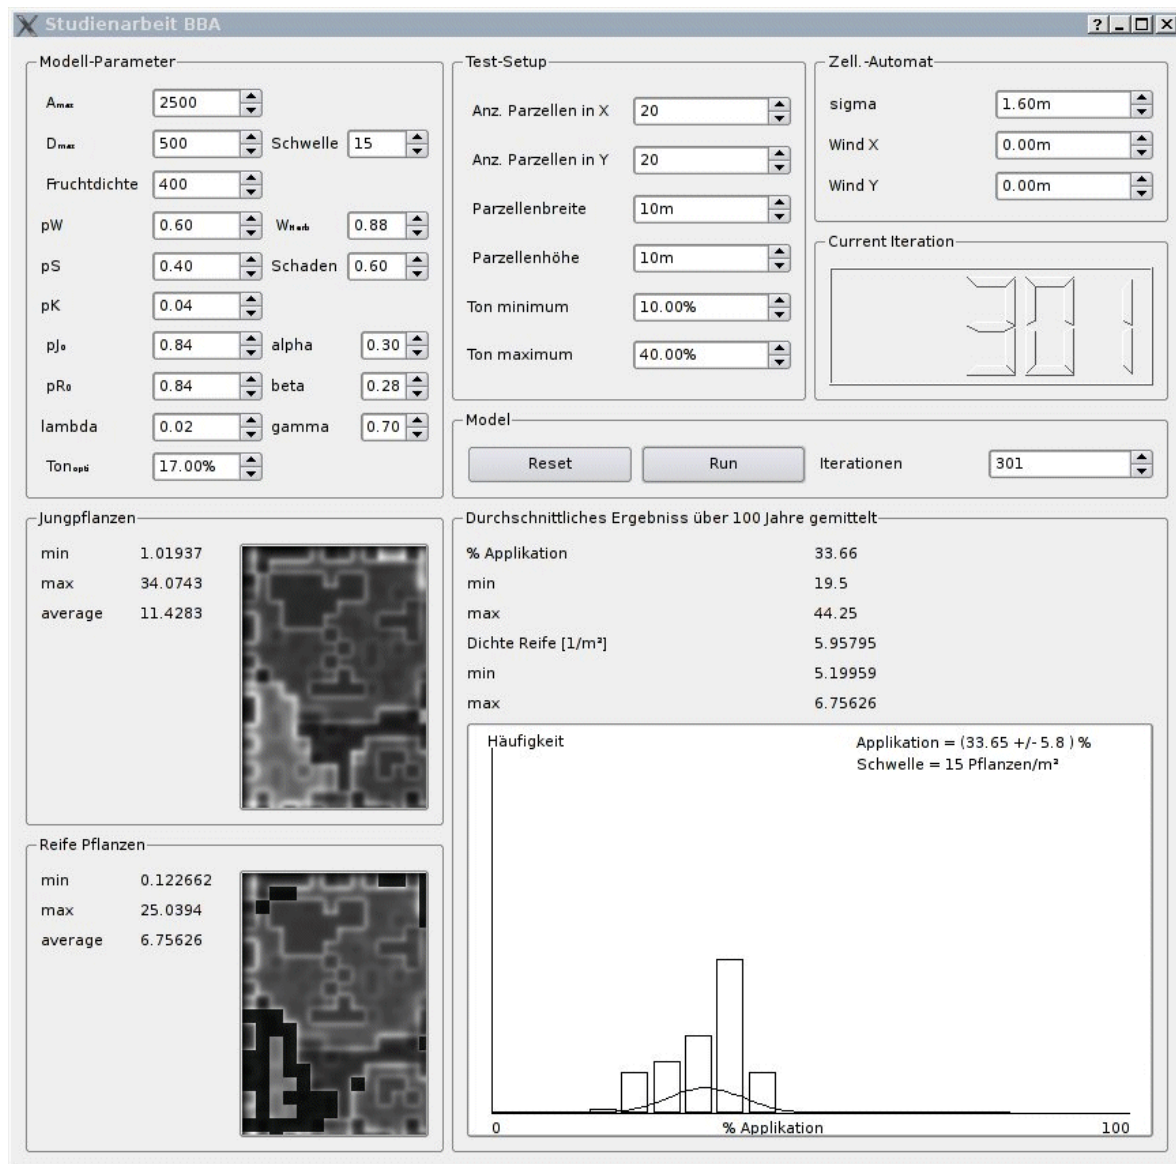 Studienarbeit BBA
Modell-Parameter
Amax 2500
Dmax 500 Schwelle 15
Fruchtdichte 400
pW 0.60 WHerb 0.88
pS 0.40 Schaden 0.60
pK 0.04
pJ0 0.84 alpha 0.30
pR0 0.84 beta 0.28
lambda 0.02 gamma 0.70
Tonopti 17.00%
Test-Setup
Anz. Parzellen in X 20
Anz. Parzellen in Y 20
Parzellenbreite 10m
Parzellenhöhe 10m
Ton minimum 10.00%
Ton maximum 40.00%
Zell.-Automat
sigma 1.60m
Wind X 0.00m
Wind Y 0.00m
Current Iteration
301
Model
Reset Run Iterationen 301
Jungpflanzen
min 1.01937
max 34.0743
average 11.4283
Reife Pflanzen
min 0.122662
max 25.0394
average 6.75626
Durchschnittliches Ergebniss über 100 Jahre gemittelt
% Applikation 33.66
min 19.5
max 44.25
Dichte Reife [1/m²] 5.95795
min 5.19959
max 6.75626
Häufigkeit
Applikation = (33.65 +/- 5.8 ) %
Schwelle = 15 Pflanzen/m²
0 % Applikation 100